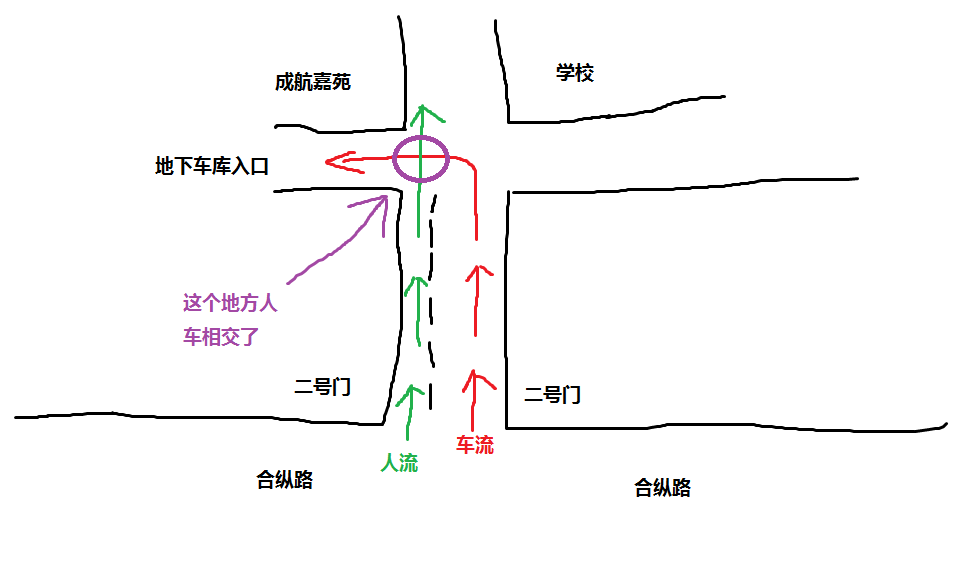 成航嘉苑
学校
地下车库入口
这个地方人
车相交了
二号门
二号门
人流
车流
合纵路
合纵路